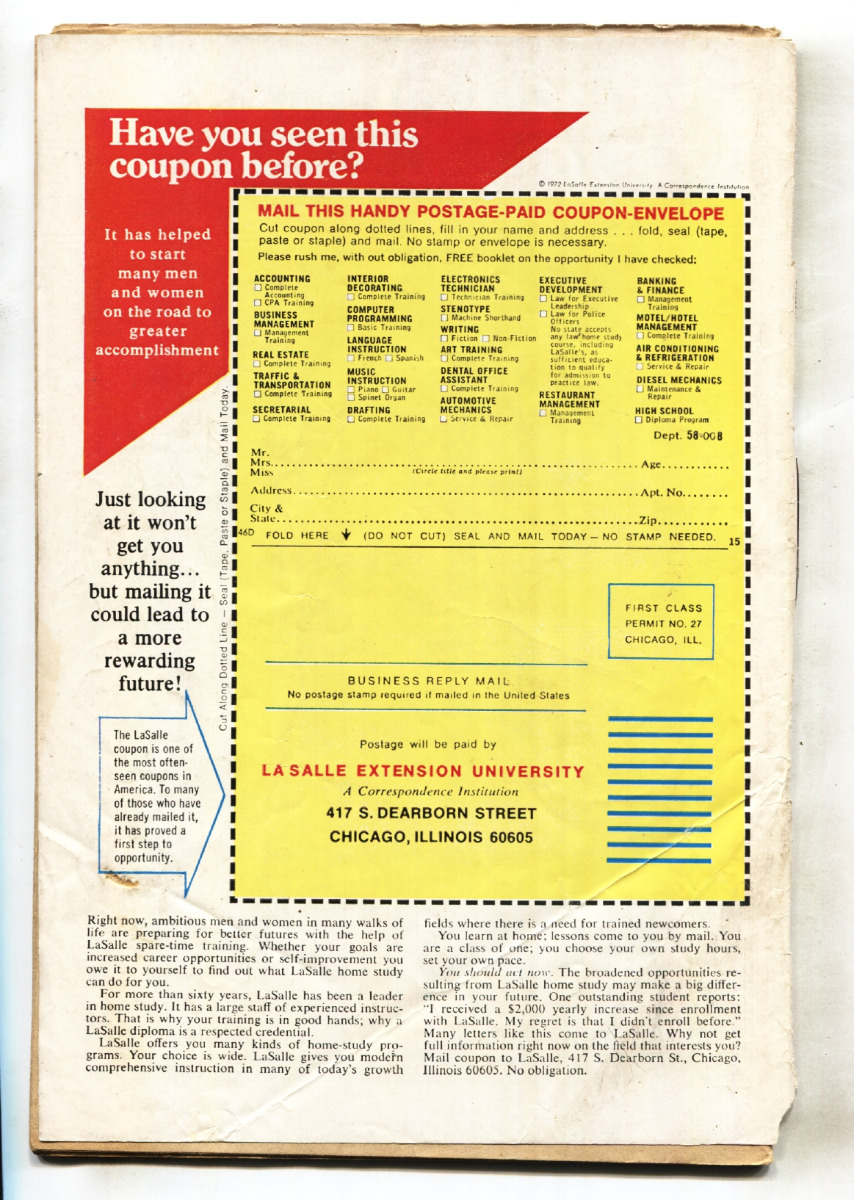 Have you seen this
coupon before?
© 1972 LaSalle Extension University A Correspondence Institution
It has helped
to start
many men
and women
on the road to
greater
accomplishment
Just looking
at it won't
get you
anything...
but mailing it
could lead to
a more
rewarding
future!
The LaSalle
coupon is one of
the most often-
seen coupons in
America. To many
of those who have
already mailed it,
it has proved a
first step to
opportunity.
Cut Along Dotted Line — Seal (Tape, Paste or Staple) and Mail Today.
MAIL THIS HANDY POSTAGE-PAID COUPON-ENVELOPE
Cut coupon along dotted lines, fill in your name and address . . . fold, seal (tape,
paste or staple) and mail. No stamp or envelope is necessary.
Please rush me, with out obligation, FREE booklet on the opportunity I have checked:
ACCOUNTING
☐ Complete
Accounting
☐ CPA Training
BUSINESS
MANAGEMENT
☐ Management
Training
REAL ESTATE
☐ Complete Training
TRAFFIC &
TRANSPORTATION
☐ Complete Training
SECRETARIAL
☐ Complete Training
INTERIOR
DECORATING
☐ Complete Training
COMPUTER
PROGRAMMING
☐ Basic Training
LANGUAGE
INSTRUCTION
☐ French ☐ Spanish
MUSIC
INSTRUCTION
☐ Piano ☐ Guitar
☐ Spinet Organ
DRAFTING
☐ Complete Training
ELECTRONICS
TECHNICIAN
☐ Technician Training
STENOTYPE
☐ Machine Shorthand
WRITING
☐ Fiction ☐ Non-Fiction
ART TRAINING
☐ Complete Training
DENTAL OFFICE
ASSISTANT
☐ Complete Training
AUTOMOTIVE
MECHANICS
☐ Service & Repair
EXECUTIVE
DEVELOPMENT
☐ Law for Executive
Leadership
☐ Law for Police
Officers
No state accepts
any law home study
course, including
LaSalle's, as
sufficient educa-
tion to qualify
for admission to
practice law.
RESTAURANT
MANAGEMENT
☐ Management
Training
BANKING
& FINANCE
☐ Management
Training
MOTEL/HOTEL
MANAGEMENT
☐ Complete Training
AIR CONDITIONING
& REFRIGERATION
☐ Service & Repair
DIESEL MECHANICS
☐ Maintenance &
Repair
HIGH SCHOOL
☐ Diploma Program
Dept. 58-008
Mr.
Mrs. Age
Miss (Circle title and please print)
Address Apt. No.
City &
State Zip
46D FOLD HERE ↓ (DO NOT CUT) SEAL AND MAIL TODAY — NO STAMP NEEDED. 15
FIRST CLASS
PERMIT NO. 27
CHICAGO, ILL.
BUSINESS REPLY MAIL
No postage stamp required if mailed in the United States
Postage will be paid by
LA SALLE EXTENSION UNIVERSITY
A Correspondence Institution
417 S. DEARBORN STREET
CHICAGO, ILLINOIS 60605
Right now, ambitious men and women in many walks of
life are preparing for better futures with the help of
LaSalle spare-time training. Whether your goals are
increased career opportunities or self-improvement you
owe it to yourself to find out what LaSalle home study
can do for you.
For more than sixty years, LaSalle has been a leader
in home study. It has a large staff of experienced instruc-
tors. That is why your training is in good hands; why a
LaSalle diploma is a respected credential.
LaSalle offers you many kinds of home-study pro-
grams. Your choice is wide. LaSalle gives you modern
comprehensive instruction in many of today's growth
fields where there is a need for trained newcomers.
You learn at home; lessons come to you by mail. You
are a class of one; you choose your own study hours,
set your own pace.
You should act now. The broadened opportunities re-
sulting from LaSalle home study may make a big differ-
ence in your future. One outstanding student reports:
"I received a $2,000 yearly increase since enrollment
with LaSalle. My regret is that I didn't enroll before."
Many letters like this come to LaSalle. Why not get
full information right now on the field that interests you?
Mail coupon to LaSalle, 417 S. Dearborn St., Chicago,
Illinois 60605. No obligation.